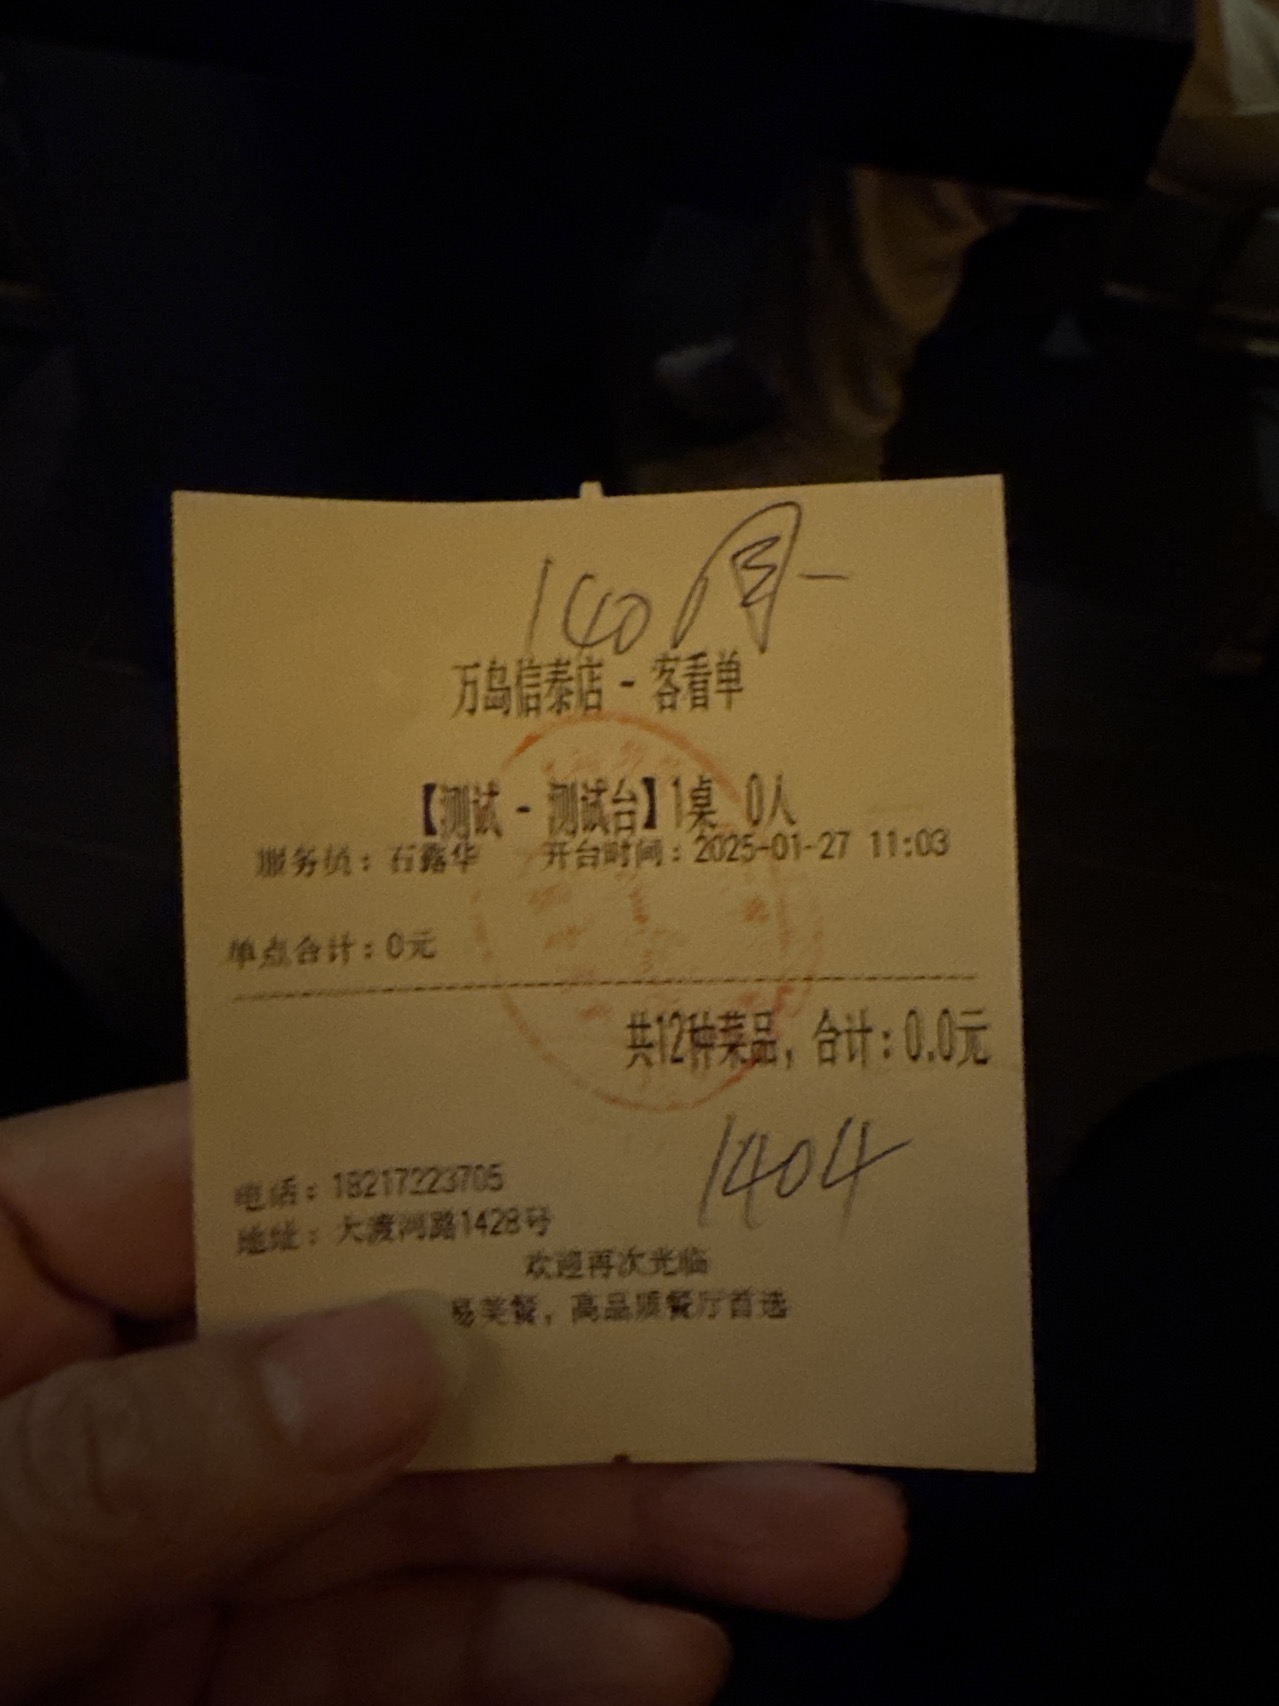 万岛信泰店 - 客看单
【测试 - 测试台】1桌 0人
服务员：石露华 开台时间：2025-01-27 11:03
单点合计：0元
共12种菜品，合计：0.0元
1404
电话：18217223705
地址：大渡河路1428号
欢迎再次光临
易美餐，高品质餐厅首选